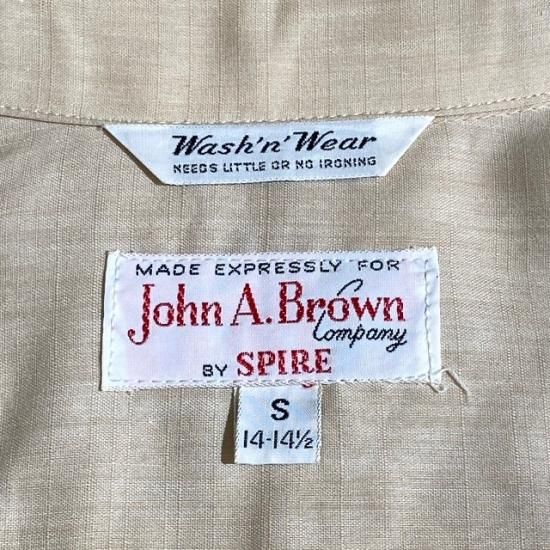 Wash'n'Wear
NEEDS LITTLE OR NO IRONING
MADE EXPRESSLY FOR
John A. Brown
Company
BY SPIRE
S
14-14½